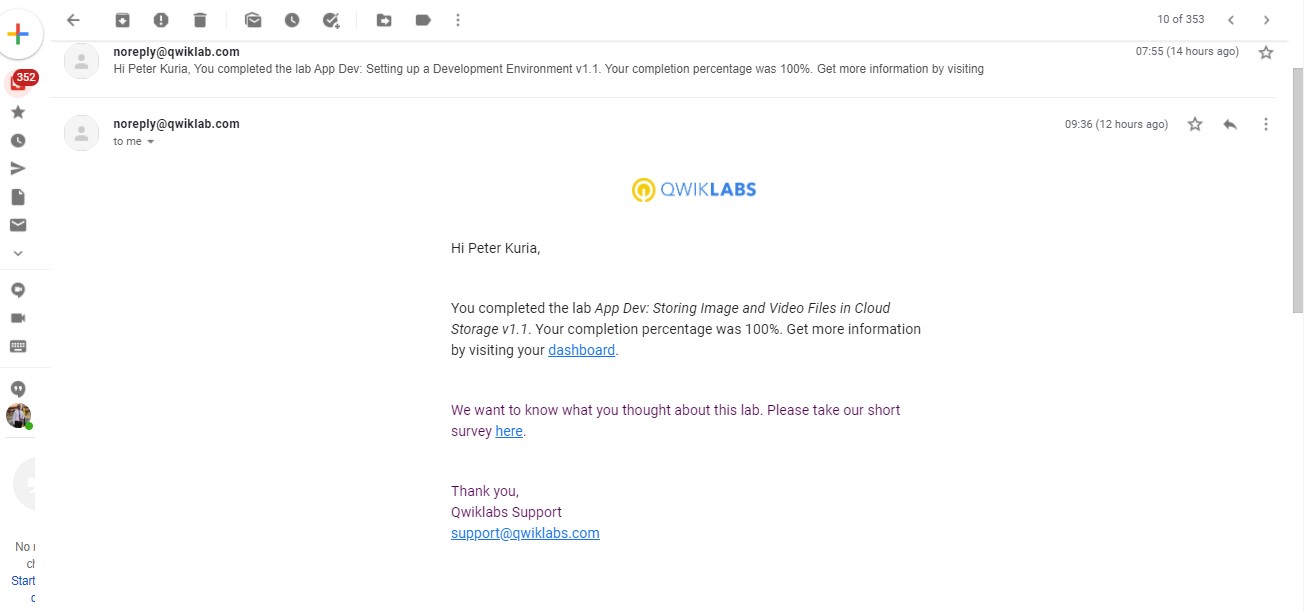 10 of 353
352
noreply@qwiklab.com
07:55 (14 hours ago)
Hi Peter Kuria, You completed the lab App Dev: Setting up a Development Environment v1.1. Your completion percentage was 100%. Get more information by visiting
noreply@qwiklab.com
09:36 (12 hours ago)
to me
QWIKLABS
Hi Peter Kuria,
You completed the lab App Dev: Storing Image and Video Files in Cloud
Storage v1.1. Your completion percentage was 100%. Get more information
by visiting your dashboard.
We want to know what you thought about this lab. Please take our short
survey here.
Thank you,
Qwiklabs Support
support@qwiklabs.com
No
Start